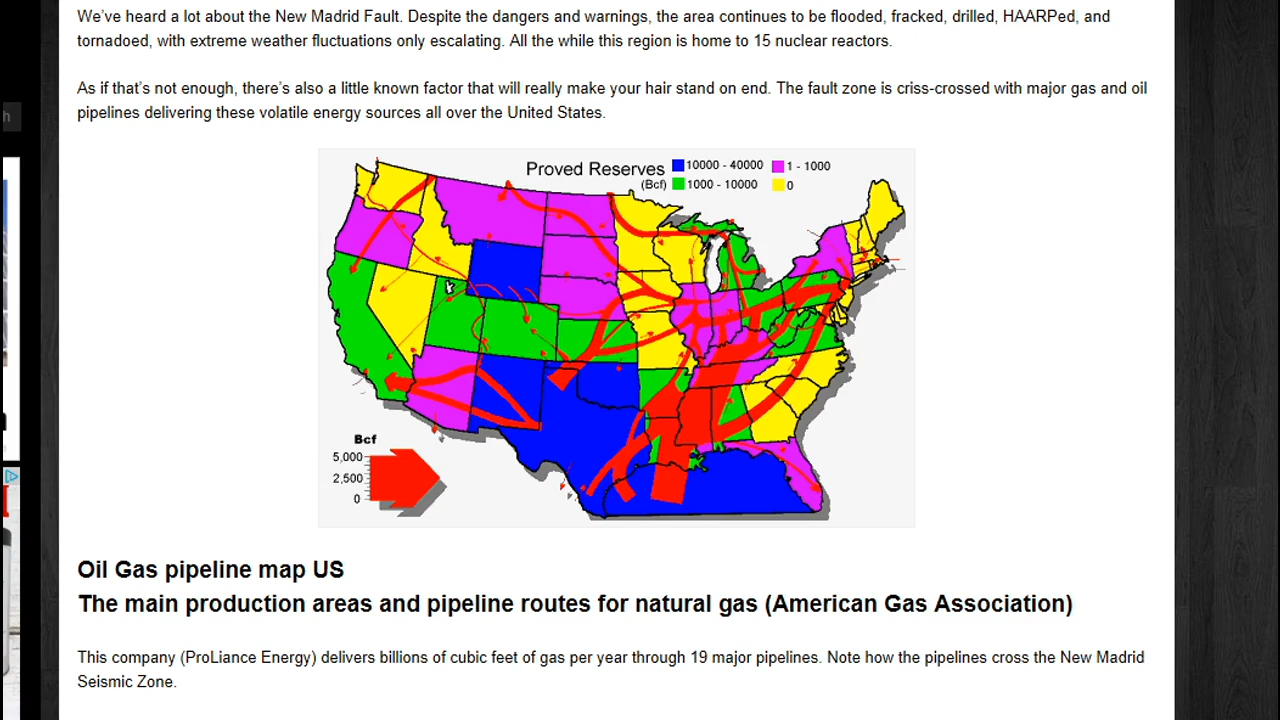 We've heard a lot about the New Madrid Fault. Despite the dangers and warnings, the area continues to be flooded, fracked, drilled, HAARPed, and
tornadoed, with extreme weather fluctuations only escalating. All the while this region is home to 15 nuclear reactors.
As if that's not enough, there's also a little known factor that will really make your hair stand on end. The fault zone is criss-crossed with major gas and oil
pipelines delivering these volatile energy sources all over the United States.
Proved Reserves
(Bcf)
10000 - 40000
1 - 1000
1000 - 10000
0
Bcf
5,000
2,500
0
Oil Gas pipeline map US
The main production areas and pipeline routes for natural gas (American Gas Association)
This company (ProLiance Energy) delivers billions of cubic feet of gas per year through 19 major pipelines. Note how the pipelines cross the New Madrid
Seismic Zone.